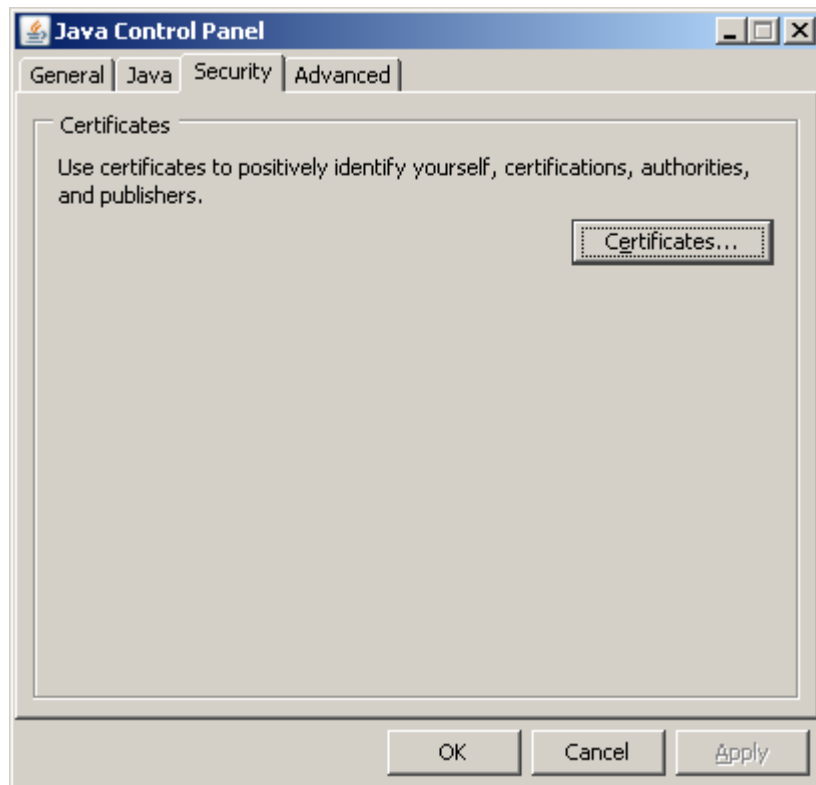 Java Control Panel
General Java Security Advanced
Certificates
Use certificates to positively identify yourself, certifications, authorities,
and publishers.
Certificates...
OK Cancel Apply